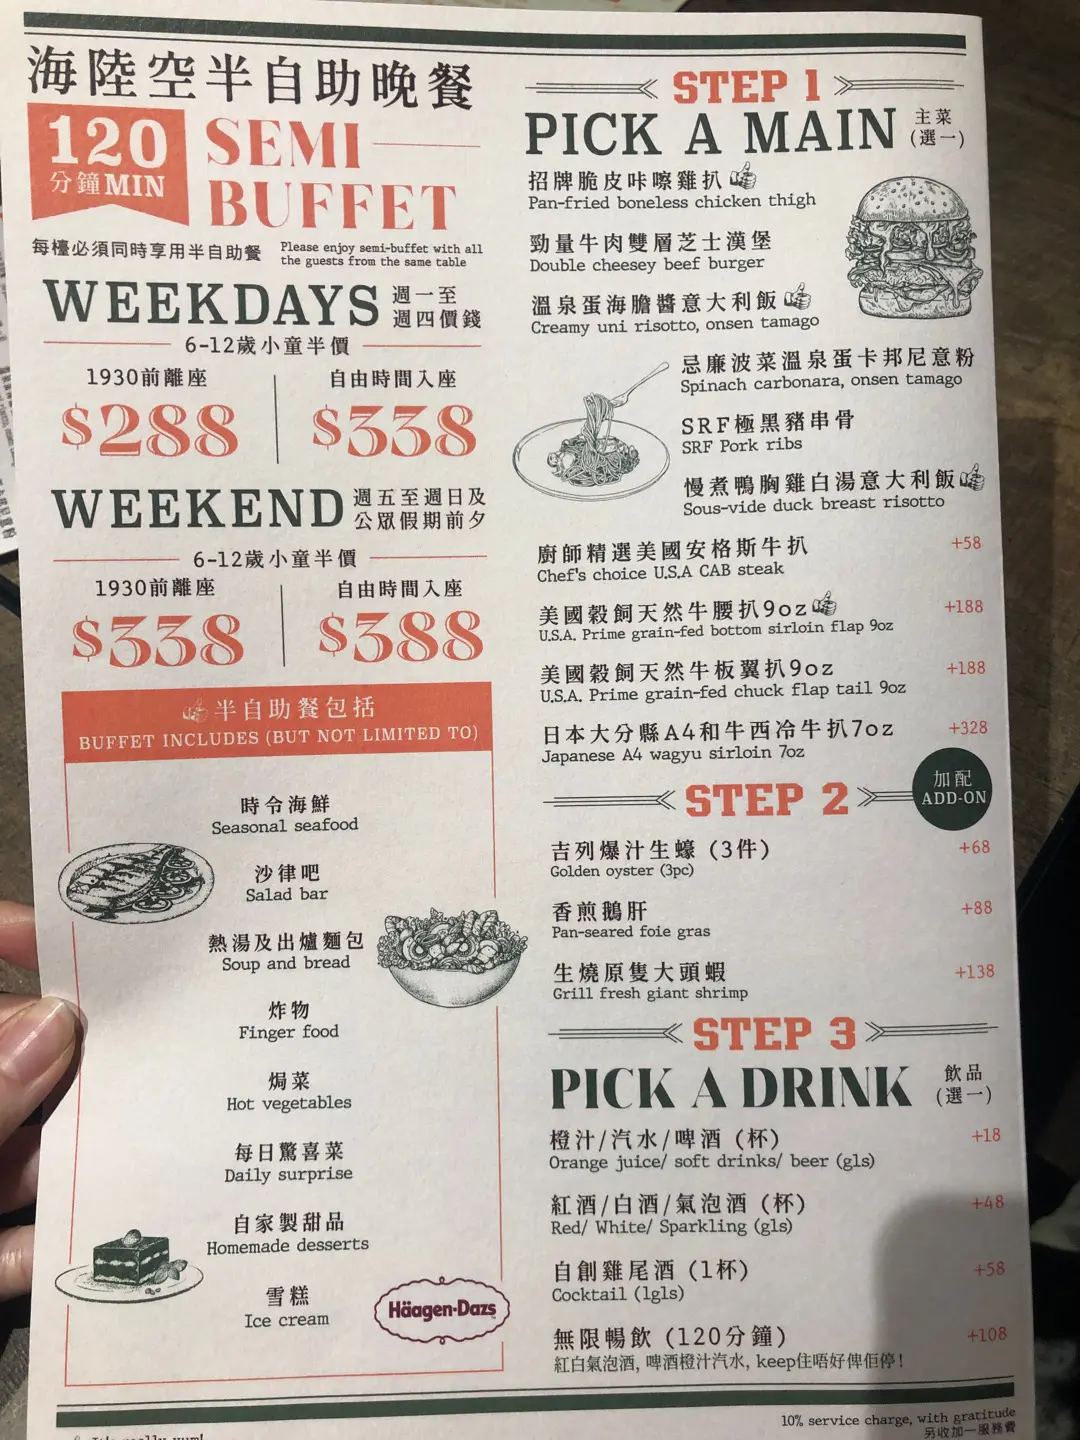 海陸空半自助晚餐
120
分鐘MIN
SEMI
BUFFET
每檯必須同時享用半自助餐
Please enjoy semi-buffet with all
the guests from the same table
WEEKDAYS
週一至
週四價錢
6-12歲小童半價
1930前離座
$288
自由時間入座
$338
WEEKEND
週五至週日及
公眾假期前夕
6-12歲小童半價
1930前離座
$338
自由時間入座
$388
半自助餐包括
BUFFET INCLUDES (BUT NOT LIMITED TO)
時令海鮮
Seasonal seafood
沙律吧
Salad bar
熱湯及出爐麵包
Soup and bread
炸物
Finger food
焗菜
Hot vegetables
每日驚喜菜
Daily surprise
自家製甜品
Homemade desserts
雪糕
Ice cream
Häagen-Dazs
STEP 1
PICK A MAIN
主菜
(選一)
招牌脆皮咔嚓雞扒
Pan-fried boneless chicken thigh
勁量牛肉雙層芝士漢堡
Double cheesey beef burger
溫泉蛋海膽醬意大利飯
Creamy uni risotto, onsen tamago
忌廉波菜溫泉蛋卡邦尼意粉
Spinach carbonara, onsen tamago
SRF極黑豬串骨
SRF Pork ribs
慢煮鴨胸雞白湯意大利飯
Sous-vide duck breast risotto
廚師精選美國安格斯牛扒 +58
Chef's choice U.S.A CAB steak
美國穀飼天然牛腰扒9oz +188
U.S.A. Prime grain-fed bottom sirloin flap 9oz
美國穀飼天然牛板翼扒9oz +188
U.S.A. Prime grain-fed chuck flap tail 9oz
日本大分縣A4和牛西冷牛扒7oz +328
Japanese A4 wagyu sirloin 7oz
STEP 2
加配
ADD-ON
吉列爆汁生蠔 (3件) +68
Golden oyster (3pc)
香煎鵝肝 +88
Pan-seared foie gras
生燒原隻大頭蝦 +138
Grill fresh giant shrimp
STEP 3
PICK A DRINK
飲品
(選一)
橙汁/汽水/啤酒 (杯) +18
Orange juice/ soft drinks/ beer (gls)
紅酒/白酒/氣泡酒 (杯) +48
Red/ White/ Sparkling (gls)
自創雞尾酒 (1杯) +58
Cocktail (1gls)
無限暢飲 (120分鐘) +108
紅白氣泡酒, 啤酒橙汁汽水, keep住唔好俾佢停!
10% service charge, with gratitude
另收加一服務費